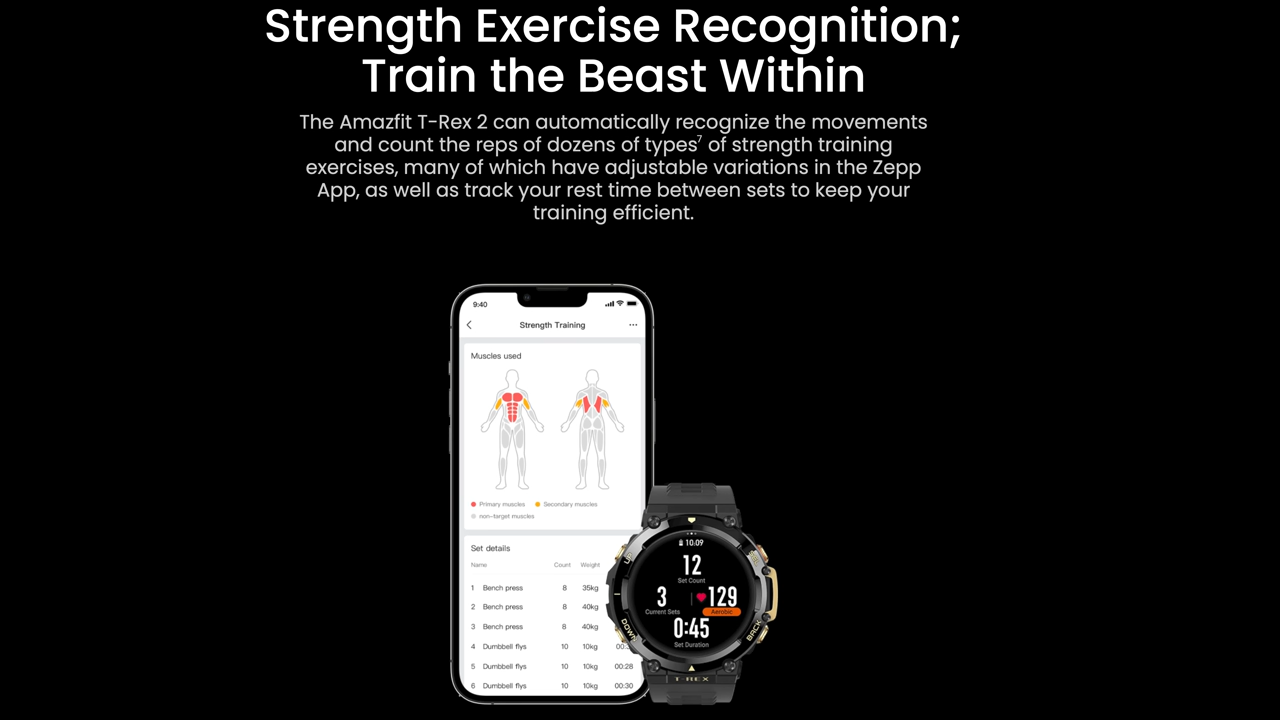 Strength Exercise Recognition;
Train the Beast Within
The Amazfit T-Rex 2 can automatically recognize the movements
and count the reps of dozens of types⁷ of strength training
exercises, many of which have adjustable variations in the Zepp
App, as well as track your rest time between sets to keep your
training efficient.
9:40
Strength Training
Muscles used
Primary muscles Secondary muscles
non-target muscles
Set details
Name Count Weight
1 Bench press 8 35kg
2 Bench press 8 40kg
3 Bench press 8 40kg
4 Dumbbell flys 10 10kg
5 Dumbbell flys 10 10kg 00:28
6 Dumbbell flys 10 10kg 00:30
10:09
12
Set Count
3 129
Current Sets Aerobic
0:45
Set Duration
UP
DOWN
BACK
T-REX